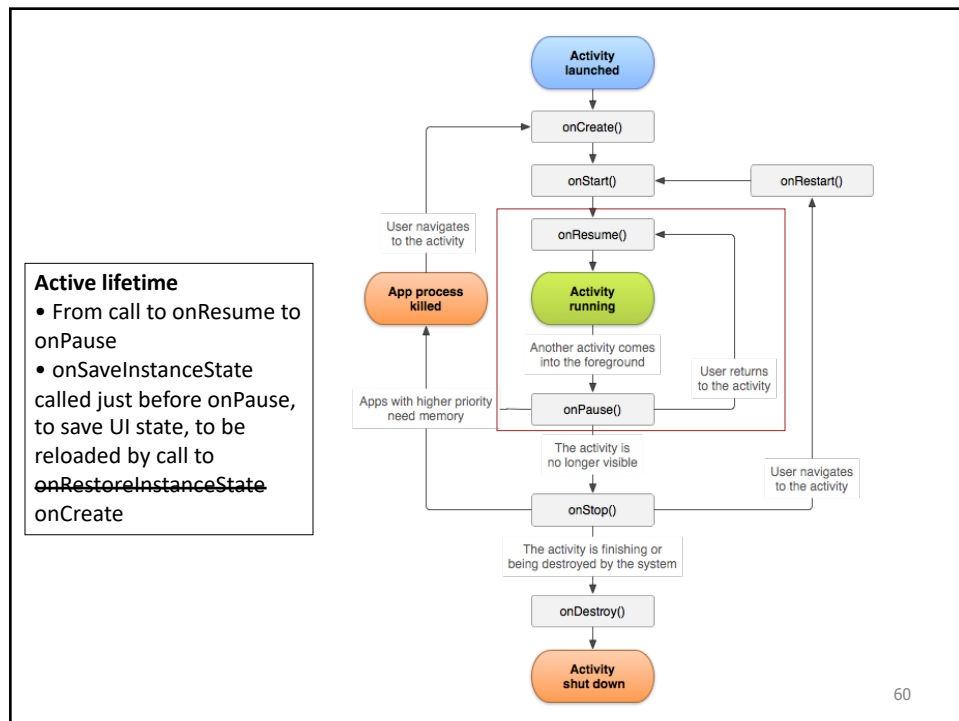 Activity
launched
onCreate()
onStart()
onRestart()
User navigates
to the activity
onResume()
Active lifetime
• From call to onResume to
onPause
• onSaveInstanceState
called just before onPause,
to save UI state, to be
reloaded by call to
onRestoreInstanceState
onCreate
App process
killed
Activity
running
Another activity comes
into the foreground
User returns
to the activity
Apps with higher priority
need memory
onPause()
The activity is
no longer visible
User navigates
to the activity
onStop()
The activity is finishing or
being destroyed by the system
onDestroy()
Activity
shut down
60